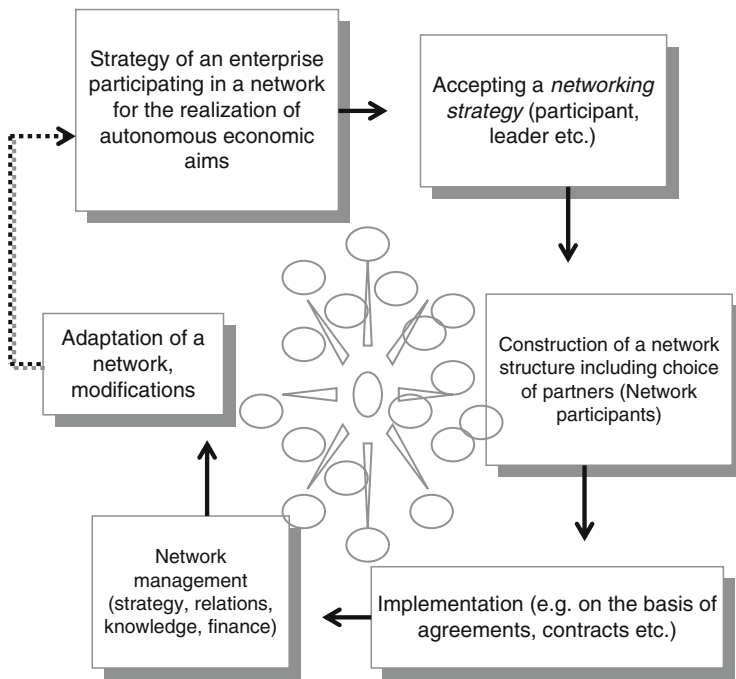 Strategy of an enterprise
participating in a network
for the realization of
autonomous economic
aims
Accepting a networking
strategy (participant,
leader etc.)
Construction of a network
structure including choice
of partners (Network
participants)
Implementation (e.g. on the basis of
agreements, contracts etc.)
Network
management
(strategy, relations,
knowledge, finance)
Adaptation of a
network,
modifications